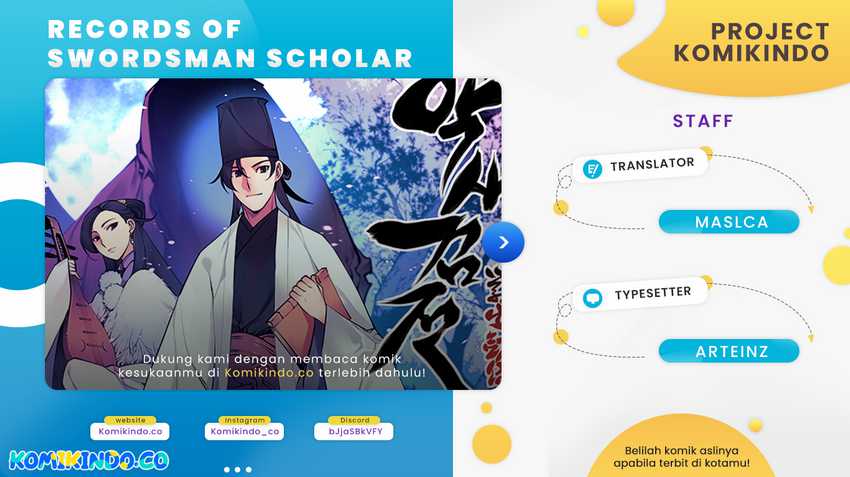 RECORDS OF
SWORDSMAN SCHOLAR
Dukung kami dengan membaca komik
kesukaanmu di Komikindo.co terlebih dahulu!
website
Komikindo.co
Instagram
Komikindo_co
Discord
bJjaSBkVFY
KOMIKINDO.CO
PROJECT
KOMIKINDO
STAFF
TRANSLATOR
MASLCA
TYPESETTER
ARTEINZ
Belilah komik aslinya
apabila terbit di kotamu!